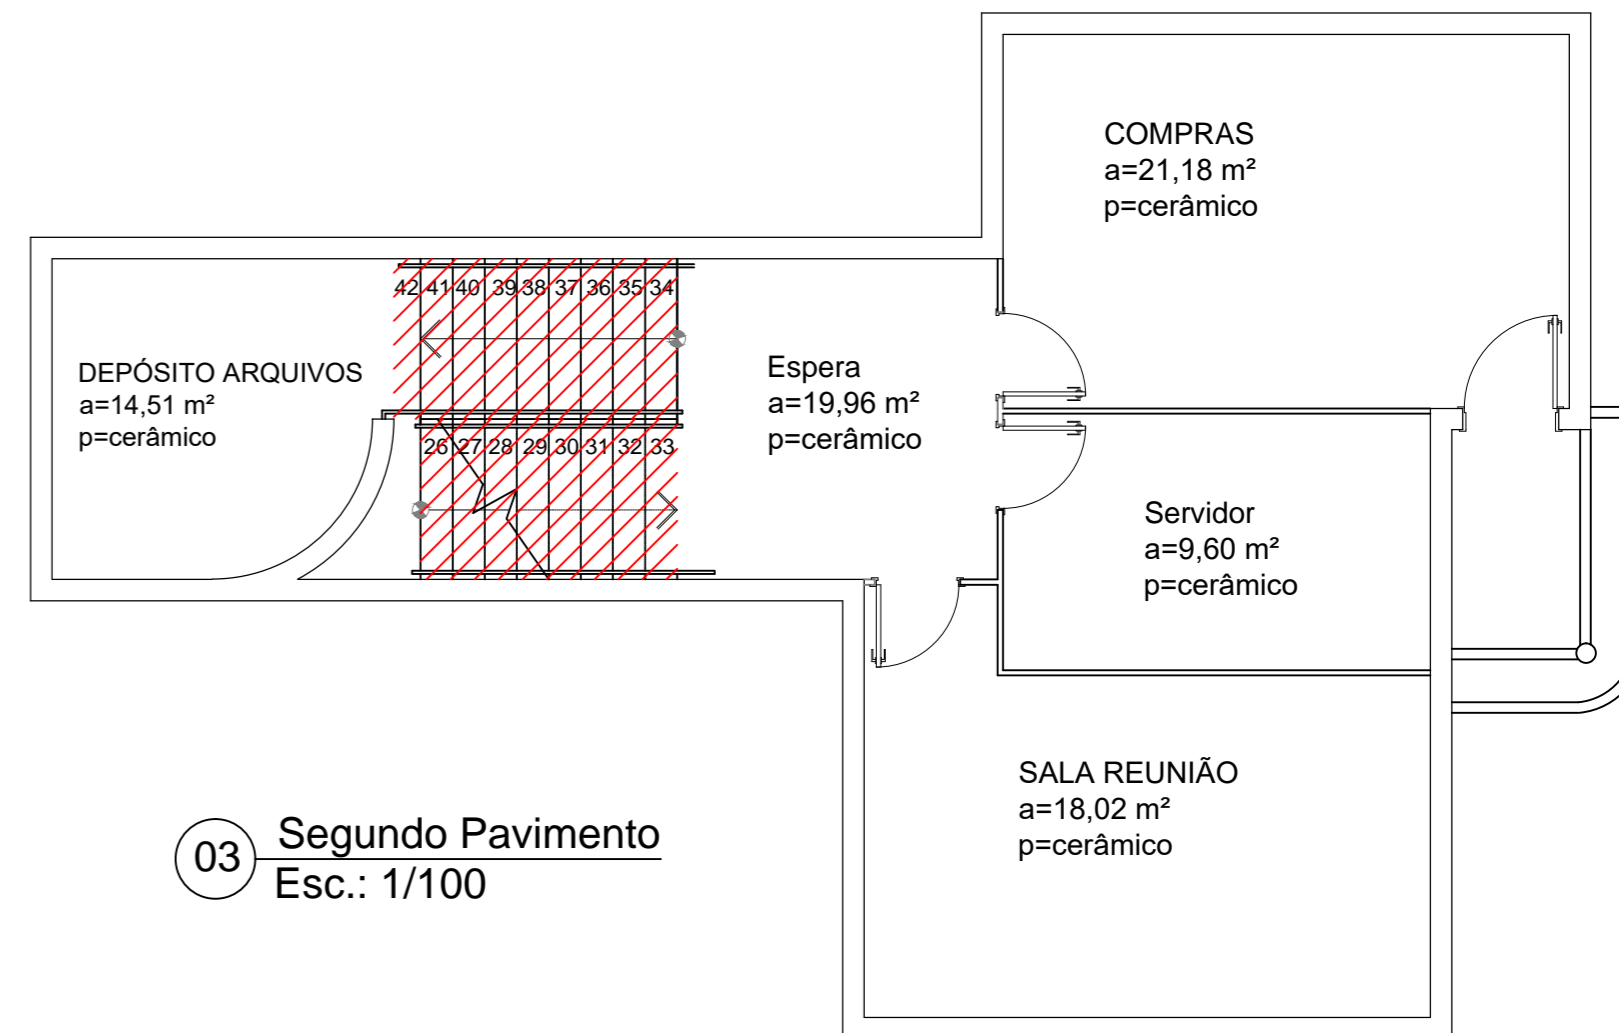 COMPRAS
a=21,18 m²
p=cerâmico
42 41 40 39 38 37 36 35 34
DEPÓSITO ARQUIVOS
a=14,51 m²
p=cerâmico
Espera
a=19,96 m²
p=cerâmico
26 27 28 29 30 31 32 33
Servidor
a=9,60 m²
p=cerâmico
SALA REUNIÃO
a=18,02 m²
p=cerâmico
03 Segundo Pavimento
Esc.: 1/100